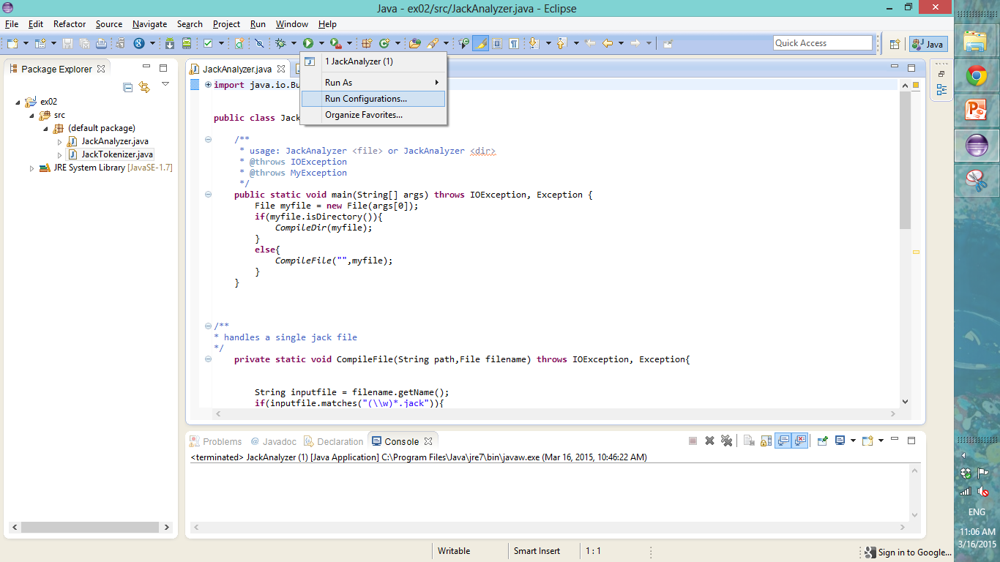 Java - ex02/src/JackAnalyzer.java - Eclipse
File Edit Refactor Source Navigate Search Project Run Window Help
Quick Access
Java
Package Explorer
ex02
src
(default package)
JackAnalyzer.java
JackTokenizer.java
JRE System Library [JavaSE-1.7]
JackAnalyzer.java
1 JackAnalyzer (1)
Run As
Run Configurations...
Organize Favorites...
import java.io.Bu
public class Jack
/**
* usage: JackAnalyzer <file> or JackAnalyzer <dir>
* @throws IOException
* @throws MyException
*/
public static void main(String[] args) throws IOException, Exception {
File myfile = new File(args[0]);
if(myfile.isDirectory()){
CompileDir(myfile);
}
else{
CompileFile("",myfile);
}
}
/**
* handles a single jack file
*/
private static void CompileFile(String path,File filename) throws IOException, Exception{
String inputfile = filename.getName();
if(inputfile.matches("(\\w)*.jack")){
Problems @ Javadoc Declaration Console
<terminated> JackAnalyzer (1) [Java Application] C:\Program Files\Java\jre7\bin\javaw.exe (Mar 16, 2015, 10:46:22 AM)
Writable Smart Insert 1 : 1
Sign in to Google...
ENG
11:06 AM
3/16/2015